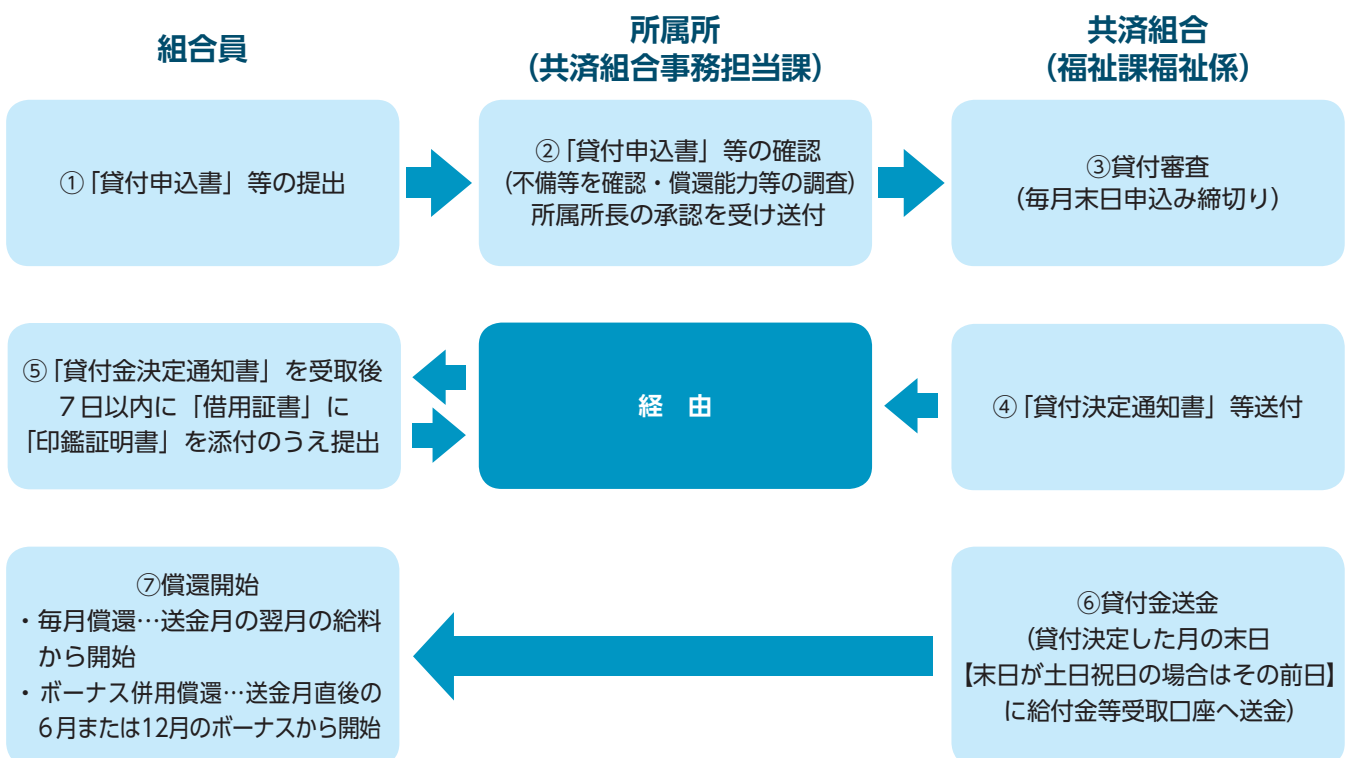 組合員
所属所
(共済組合事務担当課)
共済組合
(福祉課福祉係)
①「貸付申込書」等の提出
②「貸付申込書」等の確認
(不備等を確認・償還能力等の調査)
所属所長の承認を受け送付
③貸付審査
(毎月末日申込み締切り)
⑤「貸付金決定通知書」を受取後
７日以内に「借用証書」に
「印鑑証明書」を添付のうえ提出
経　由
④「貸付決定通知書」等送付
⑦償還開始
・毎月償還…送金月の翌月の給料
から開始
・ボーナス併用償還…送金月直後の
６月または12月のボーナスから開始
⑥貸付金送金
(貸付決定した月の末日
【末日が土日祝日の場合はその前日】
に給付金等受取口座へ送金)